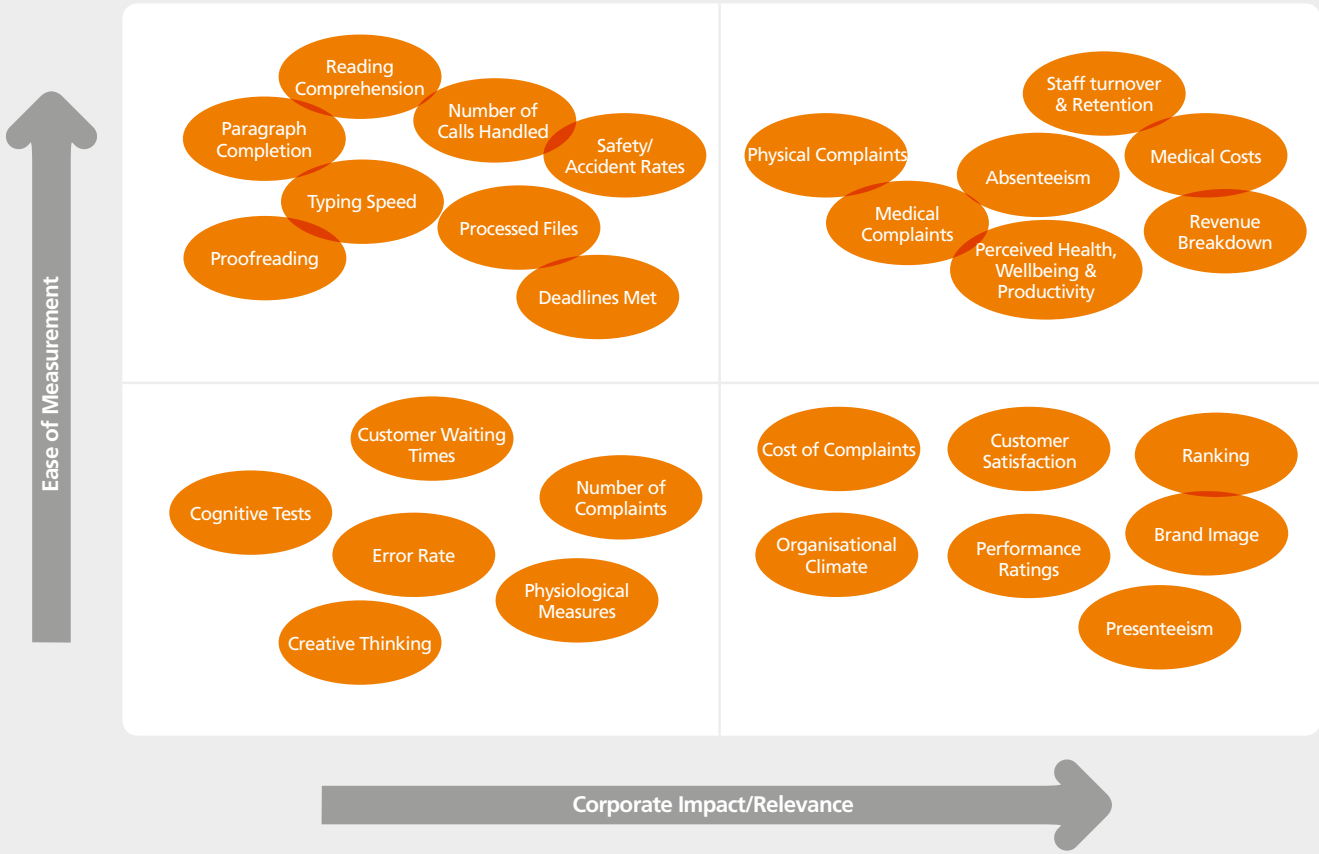 Ease of Measurement
Reading
Comprehension
Number of
Calls Handled
Paragraph
Completion
Safety/
Accident Rates
Typing Speed
Processed Files
Proofreading
Deadlines Met
Staff turnover
& Retention
Physical Complaints
Medical Costs
Absenteeism
Medical
Complaints
Revenue
Breakdown
Perceived Health,
Wellbeing &
Productivity
Customer Waiting
Times
Number of
Complaints
Cognitive Tests
Error Rate
Physiological
Measures
Creative Thinking
Cost of Complaints
Customer
Satisfaction
Ranking
Organisational
Climate
Performance
Ratings
Brand Image
Presenteeism
Corporate Impact/Relevance